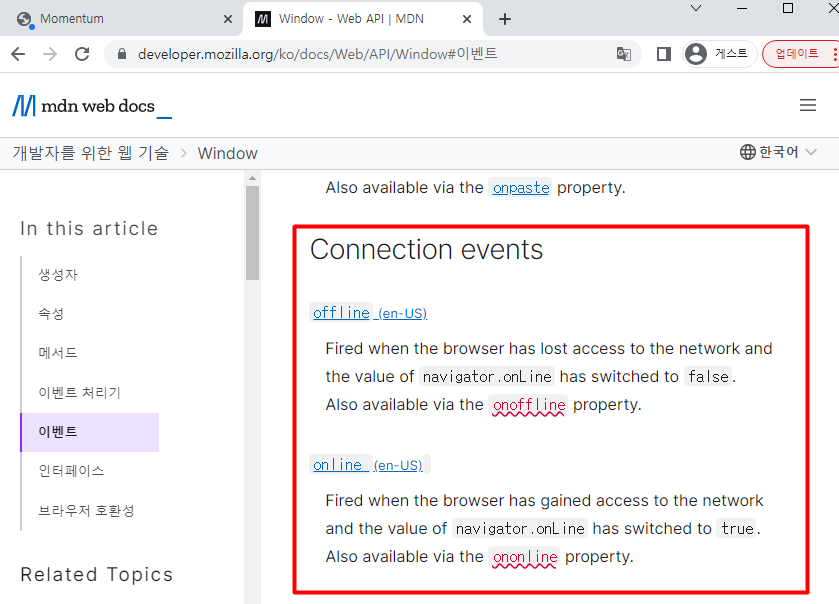 Momentum
Window - Web API | MDN
developer.mozilla.org/ko/docs/Web/API/Window#이벤트
게스트
업데이트
mdn web docs
개발자를 위한 웹 기술 > Window
한국어
Also available via the onpaste property.
In this article
생성자
속성
메서드
이벤트 처리기
이벤트
인터페이스
브라우저 호환성
Related Topics
Connection events
offline (en-US)
Fired when the browser has lost access to the network and
the value of navigator.onLine has switched to false.
Also available via the onoffline property.
online (en-US)
Fired when the browser has gained access to the network
and the value of navigator.onLine has switched to true.
Also available via the ononline property.